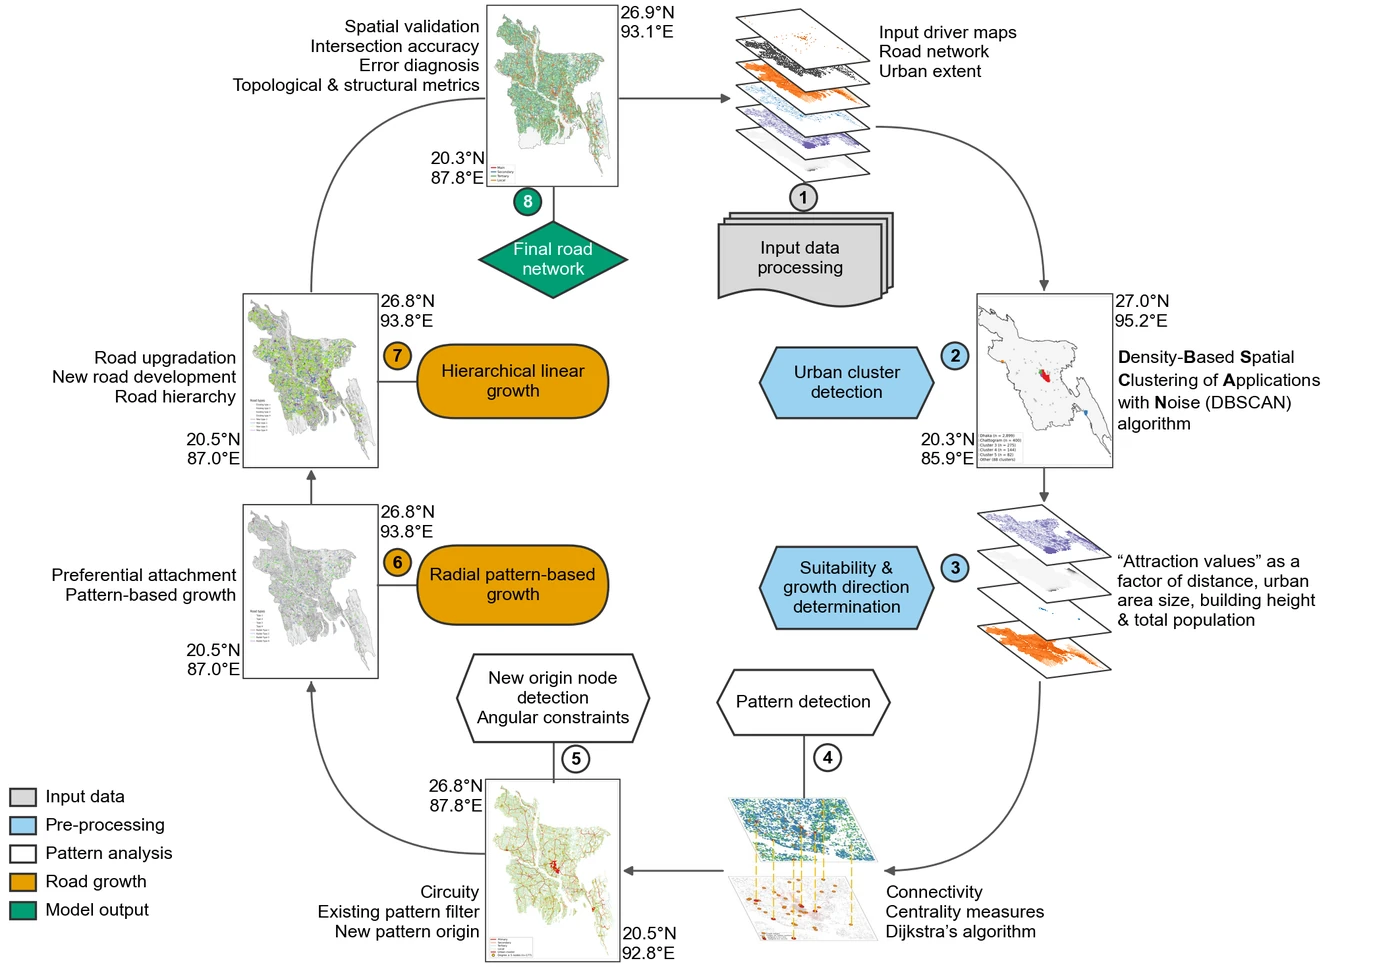 Spatial validation
Intersection accuracy
Error diagnosis
Topological & structural metrics
26.9°N
93.1°E
20.3°N
87.8°E
8
Final road
network
Input driver maps
Road network
Urban extent
1
Input data
processing
27.0°N
95.2°E
2
Urban cluster
detection
Density-Based Spatial
Clustering of Applications
with Noise (DBSCAN)
algorithm
20.3°N
85.9°E
3
Suitability &
growth direction
determination
“Attraction values” as a
factor of distance, urban
area size, building height
& total population
Pattern detection
4
Connectivity
Centrality measures
Dijkstra’s algorithm
New origin node
detection
Angular constraints
5
26.8°N
87.8°E
Circuity
Existing pattern filter
New pattern origin
20.5°N
92.8°E
26.8°N
93.8°E
6
Radial pattern-based
growth
Preferential attachment
Pattern-based growth
20.5°N
87.0°E
26.8°N
93.8°E
7
Hierarchical linear
growth
Road upgradation
New road development
Road hierarchy
20.5°N
87.0°E
Input data
Pre-processing
Pattern analysis
Road growth
Model output